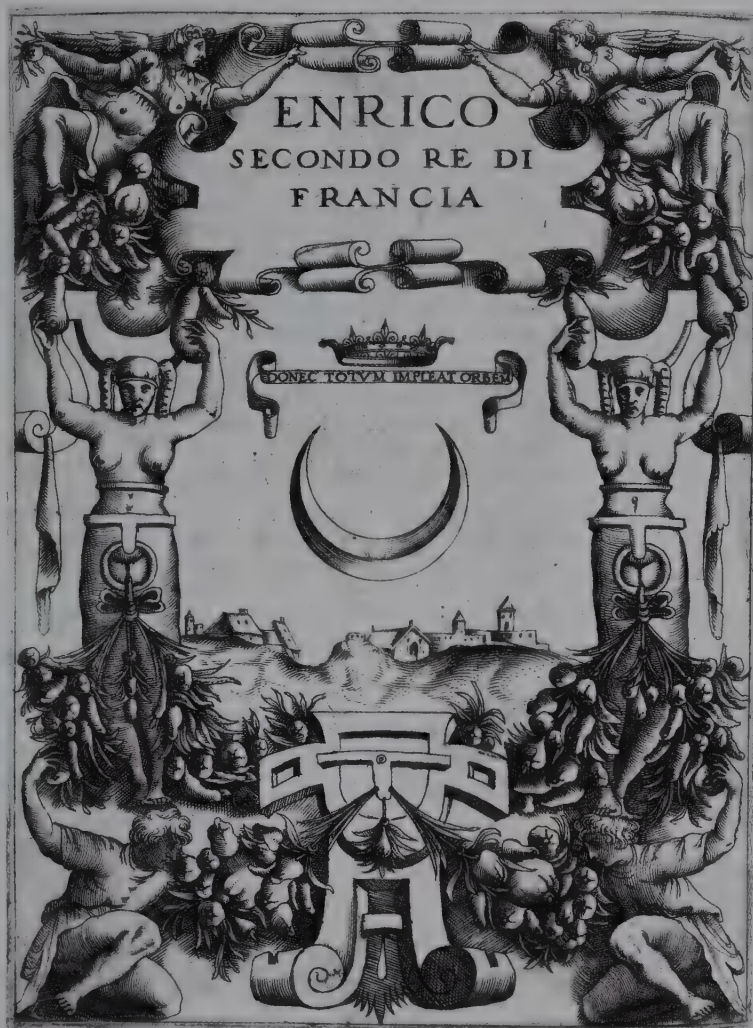 ENRICO
SECONDO RE DI
FRANCIA
DONEC TOTVM IMPLEAT ORBEM